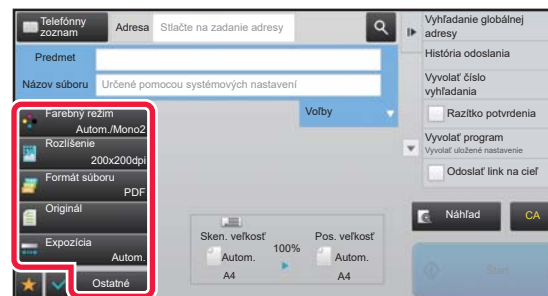 Telefónny
zoznam
Adresa
Stlačte na zadanie adresy
Predmet
Názov súboru
Určené pomocou systémových nastavení
Voľby
Farebný režim
Autom./Mono2
Rozlíšenie
200x200dpi
Formát súboru
PDF
Originál
Expozícia
Autom.
Ostatné
Sken. veľkosť
Autom.
A4
100%
Pos. veľkosť
Autom.
A4
Vyhľadanie globálnej
adresy
História odoslania
Vyvolať číslo
vyhľadania
Razítko potvrdenia
Vyvolať program
Vyvolať uložené nastavenie
Odoslať link na cieľ
Náhľad
CA
Štart